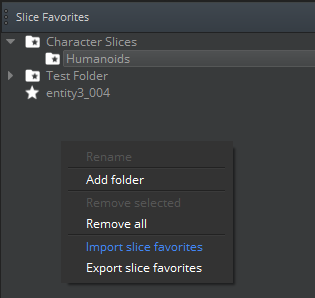 Slice Favorites
Character Slices
Humanoids
Test Folder
entity3_004
Rename
Add folder
Remove selected
Remove all
Import slice favorites
Export slice favorites